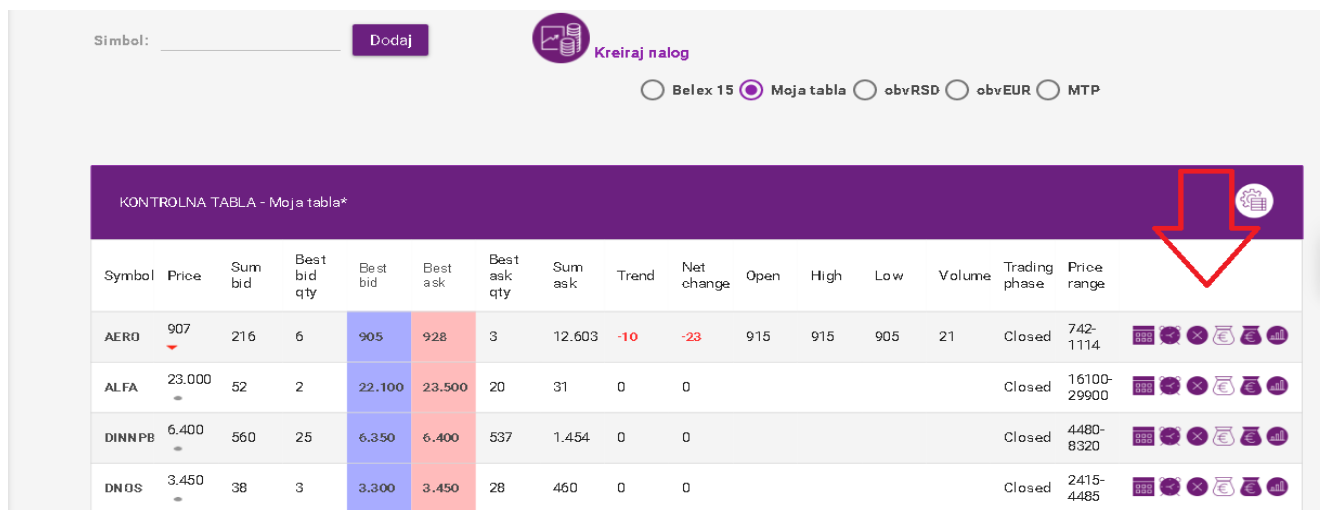 Simbol:
Dodaj
Kreiraj nalog
Belex 15 Moja tabla obvRSD obvEUR MTP
KONTROLNA TABLA - Moja tabla*
Symbol Price Sum bid Best bid qty Best bid Best ask Best ask qty Sum ask Trend Net change Open High Low Volume Trading phase Price range
AERO 907 216 6 905 928 3 12.603 -10 -23 915 915 905 21 Closed 742-1114
ALFA 23.000 52 2 22.100 23.500 20 31 0 0 Closed 16100-29900
DINNPB 6.400 560 25 6.350 6.400 537 1.454 0 0 Closed 4480-8320
DNOS 3.450 38 3 3.300 3.450 28 460 0 0 Closed 2415-4485